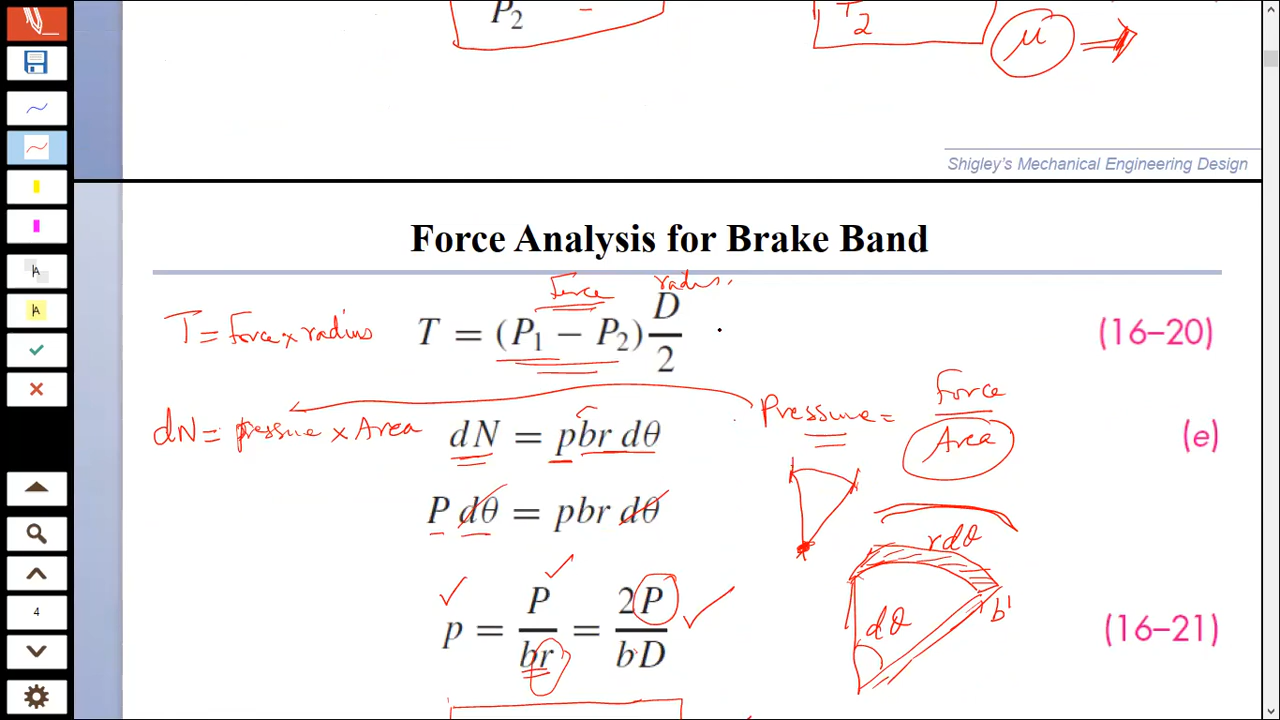 P₂
T₂
μ
Shigley's Mechanical Engineering Design
Force Analysis for Brake Band
Force radius.
T = Force × radius
T = (P₁ − P₂) D/2 (16–20)
Pressure = Force/Area
dN = pressure × Area
dN = pbr dθ (e)
P dθ = pbr dθ
rdθ
p = P/br = 2P/bD (16–21)
dθ
b'
4